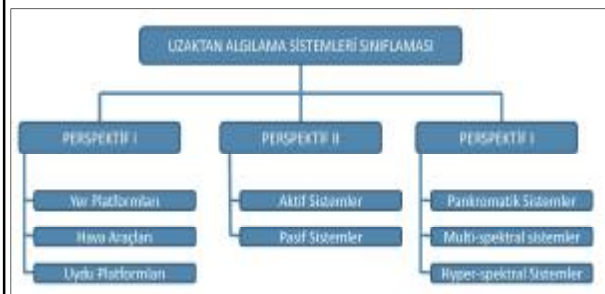 UZAKTAN ALGILAMA SİSTEMLERİ SINIFLAMASI
PERSPEKTİF I
Yer Platformları
Hava Araçları
Uydu Platformları
PERSPEKTİF II
Aktif Sistemler
Pasif Sistemler
PERSPEKTİF I
Pankromatik Sistemler
Multi-spektral sistemler
Hyper-spektral Sistemler